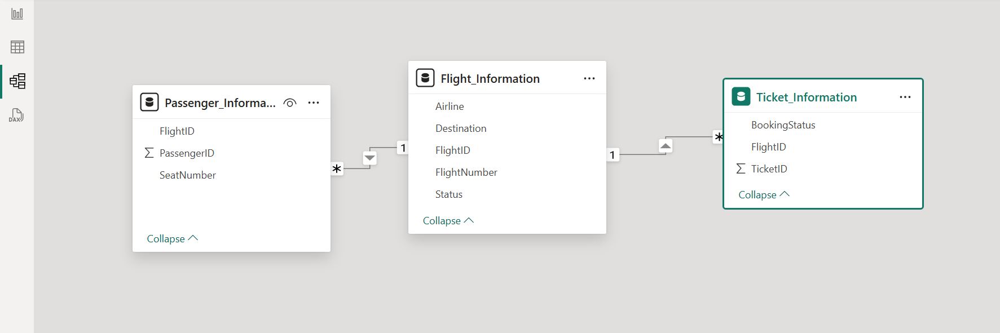 DAX
Passenger_Informa...
FlightID
PassengerID
SeatNumber
Collapse
*
1
Flight_Information
Airline
Destination
FlightID
FlightNumber
Status
Collapse
1
*
Ticket_Information
BookingStatus
FlightID
TicketID
Collapse